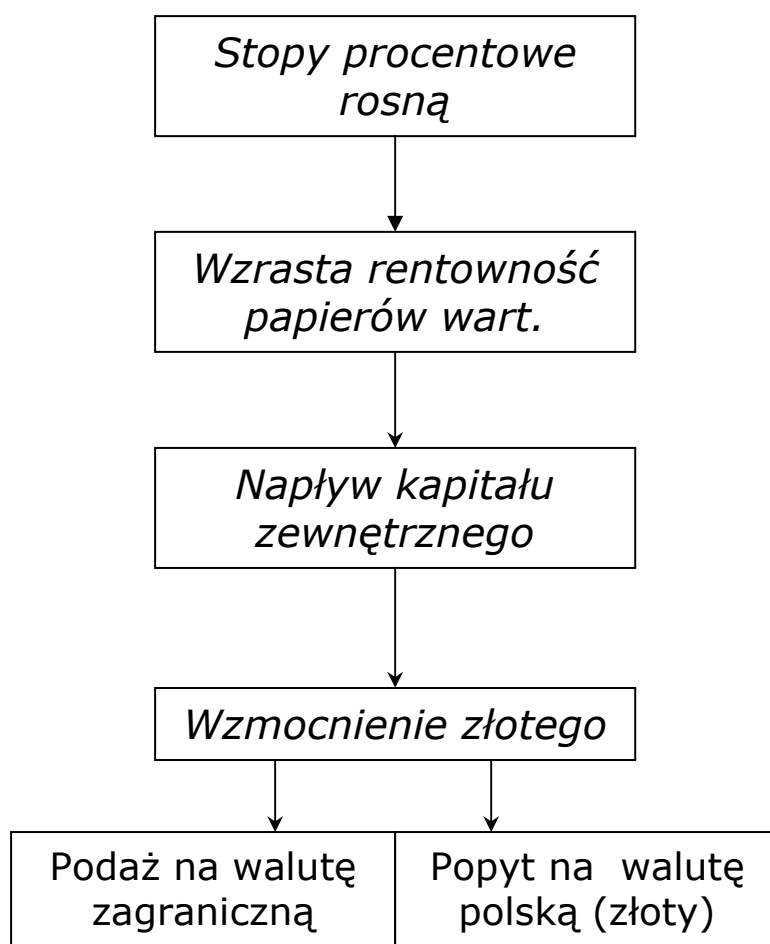 Stopy procentowe
rosną
Wzrasta rentowność
papierów wart.
Napływ kapitału
zewnętrznego
Wzmocnienie złotego
Podaż na walutę
zagraniczną
Popyt na  walutę
polską (złoty)